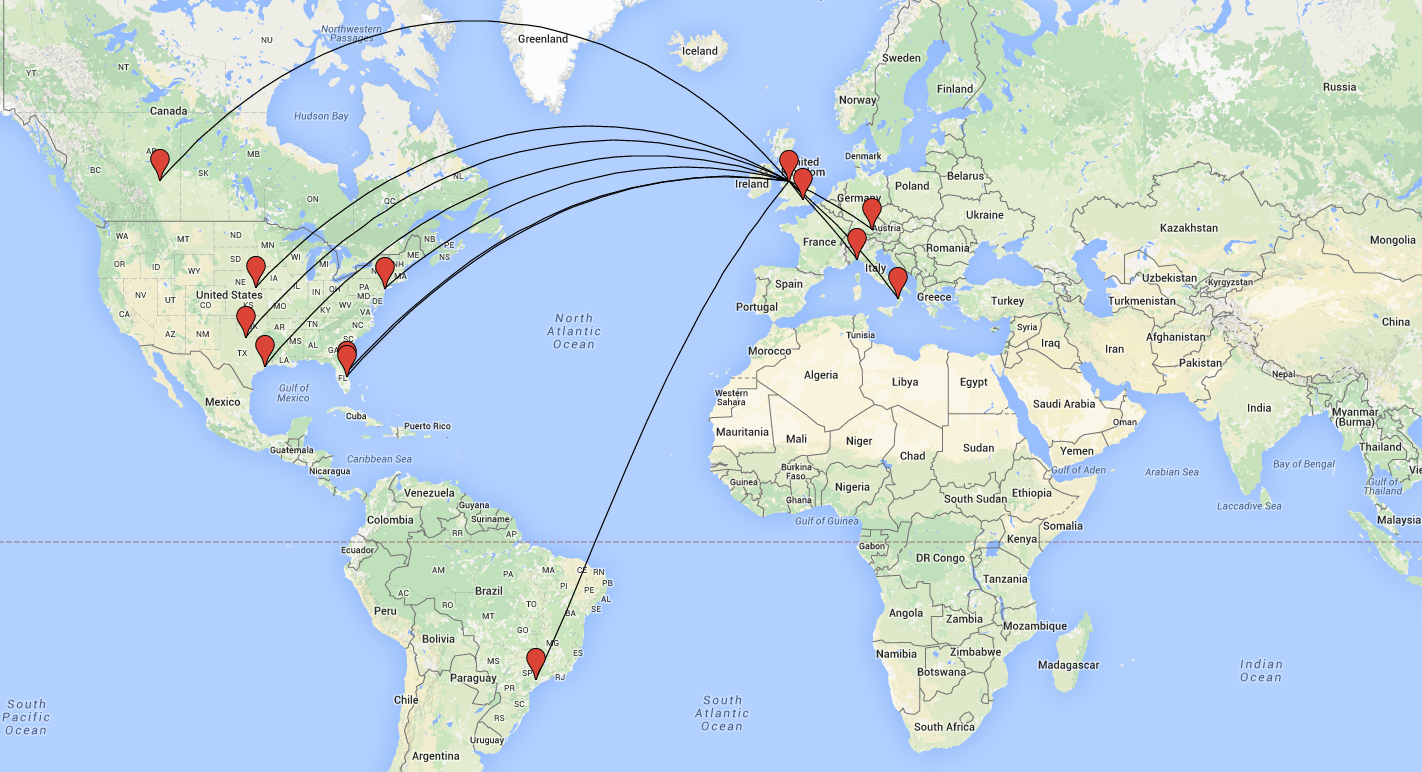 Greenland
Northwestern
Passages
NU
Iceland
Sweden
YT
NT
Finland
Russia
Norway
Canada
Hudson Bay
AB
MB
BC
SK
United
Kingdom
Denmark
Ireland
NL
Belarus
Poland
Germany
ON
QC
Ukraine
Austria
Kazakhstan
WA
MT
ND
MN
NB
PE
NS
ME
France
Romania
Mongolia
OR
ID
SD
WI
MI
NH
MA
WY
IA
NE
Italy
Uzbekistan
Kyrgyzstan
NV
UT
United States
CO
KS
MO
IL
IN
OH
PA
MD
DE
WV
VA
KY
Spain
Portugal
Greece
Turkey
Turkmenistan
CA
AZ
NM
AR
TN
NC
SC
MS
AL
GA
TX
LA
FL
North
Atlantic
Ocean
Syria
Tunisia
China
Iraq
Iran
Afghanistan
Morocco
Pakistan
Nepal
Algeria
Libya
Egypt
Gulf of
Mexico
Mexico
Western
Sahara
Saudi Arabia
India
Cuba
Puerto Rico
Oman
Myanmar
(Burma)
Mauritania
Mali
Niger
Chad
Sudan
Yemen
Thailand
Guatemala
Caribbean Sea
Nicaragua
Burkina
Faso
Gulf of Aden
Arabian Sea
Bay of Bengal
Guinea
Nigeria
Ethiopia
Gulf of
Thailand
Venezuela
Guyana
Suriname
Ghana
South Sudan
Laccadive Sea
Colombia
Gulf of Guinea
Somalia
Malaysia
RR
AP
Ecuador
Gabon
Kenya
DR Congo
AM
PA
MA
CE
RN
Tanzania
AC
Brazil
PI
PB
PE
AL
RO
TO
SE
Peru
MT
BA
Angola
Zambia
Mozambique
GO
Bolivia
MG
ES
Namibia
Zimbabwe
Botswana
Madagascar
MS
SP
RJ
Paraguay
PR
Indian
Ocean
Chile
SC
South
Pacific
Ocean
South
Atlantic
Ocean
RS
South Africa
Uruguay
Argentina